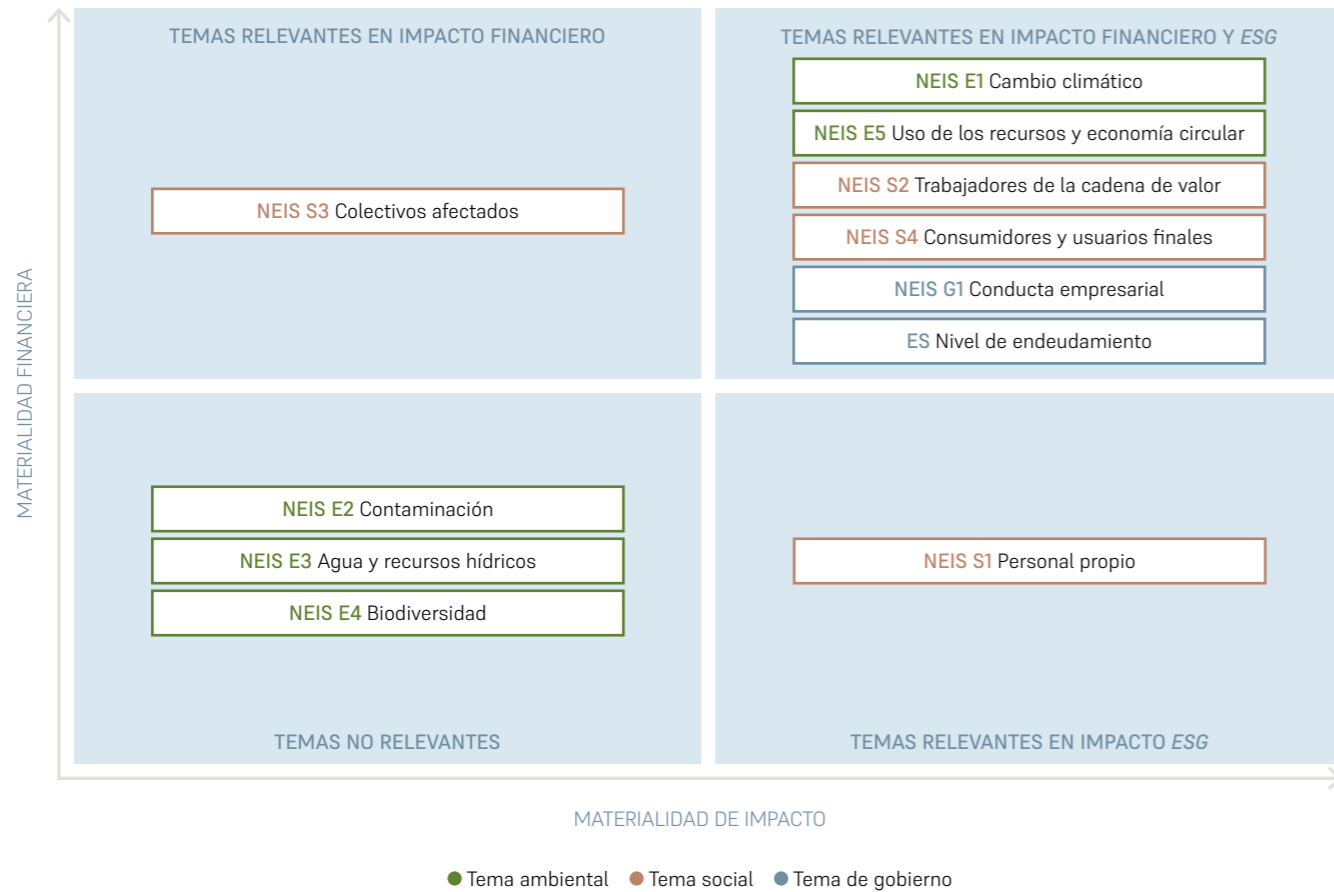 TEMAS RELEVANTES EN IMPACTO FINANCIERO
NEIS S3 Colectivos afectados
TEMAS RELEVANTES EN IMPACTO FINANCIERO Y ESG
NEIS E1 Cambio climático
NEIS E5 Uso de los recursos y economía circular
NEIS S2 Trabajadores de la cadena de valor
NEIS S4 Consumidores y usuarios finales
NEIS G1 Conducta empresarial
ES Nivel de endeudamiento
MATERIALIDAD FINANCIERA
NEIS E2 Contaminación
NEIS E3 Agua y recursos hídricos
NEIS E4 Biodiversidad
TEMAS NO RELEVANTES
NEIS S1 Personal propio
TEMAS RELEVANTES EN IMPACTO ESG
MATERIALIDAD DE IMPACTO
Tema ambiental
Tema social
Tema de gobierno